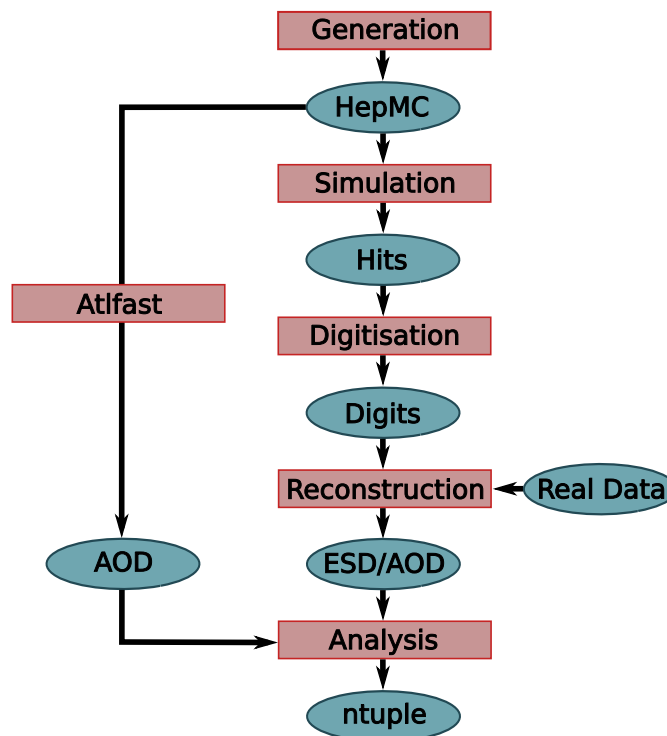 Generation
HepMC
Simulation
Hits
Atlfast
Digitisation
Digits
Reconstruction
Real Data
AOD
ESD/AOD
Analysis
ntuple